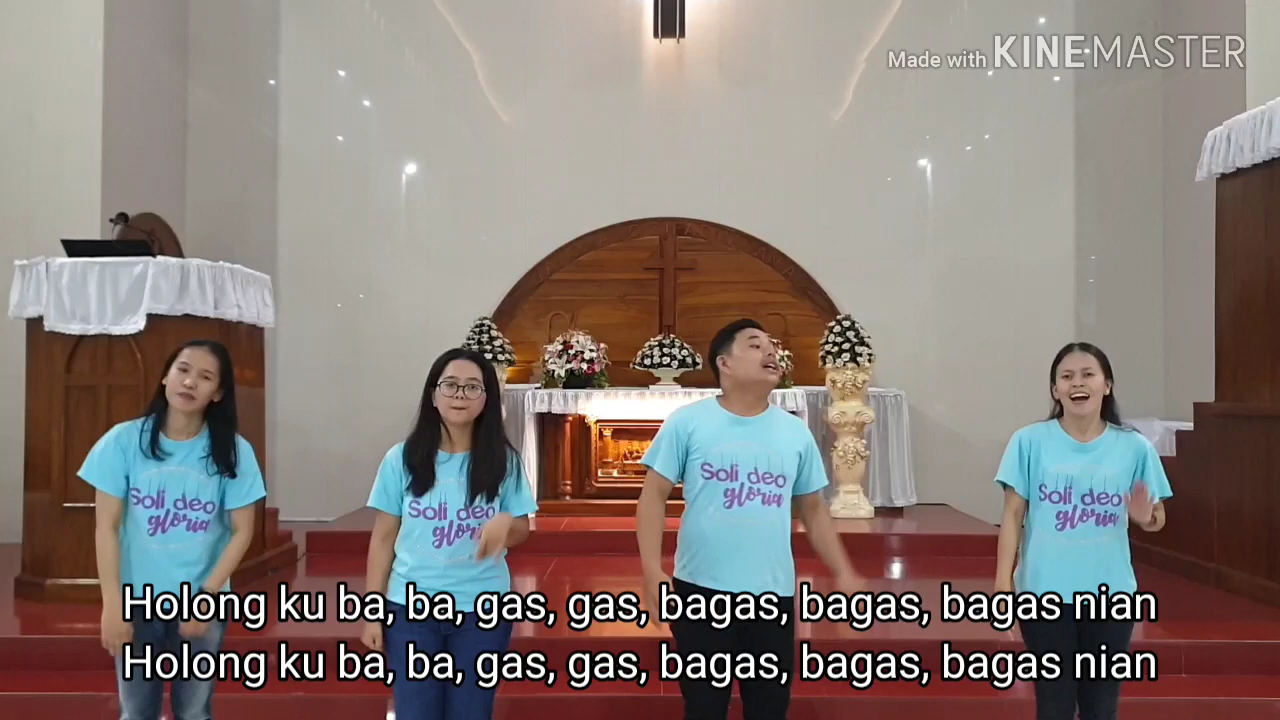 Made with KINEMASTER
Soli deo
gloria
Soli deo
gloria
Soli deo
gloria
Soli deo
gloria
Holong ku ba, ba, gas, gas, bagas, bagas, bagas nian
Holong ku ba, ba, gas, gas, bagas, bagas, bagas nian